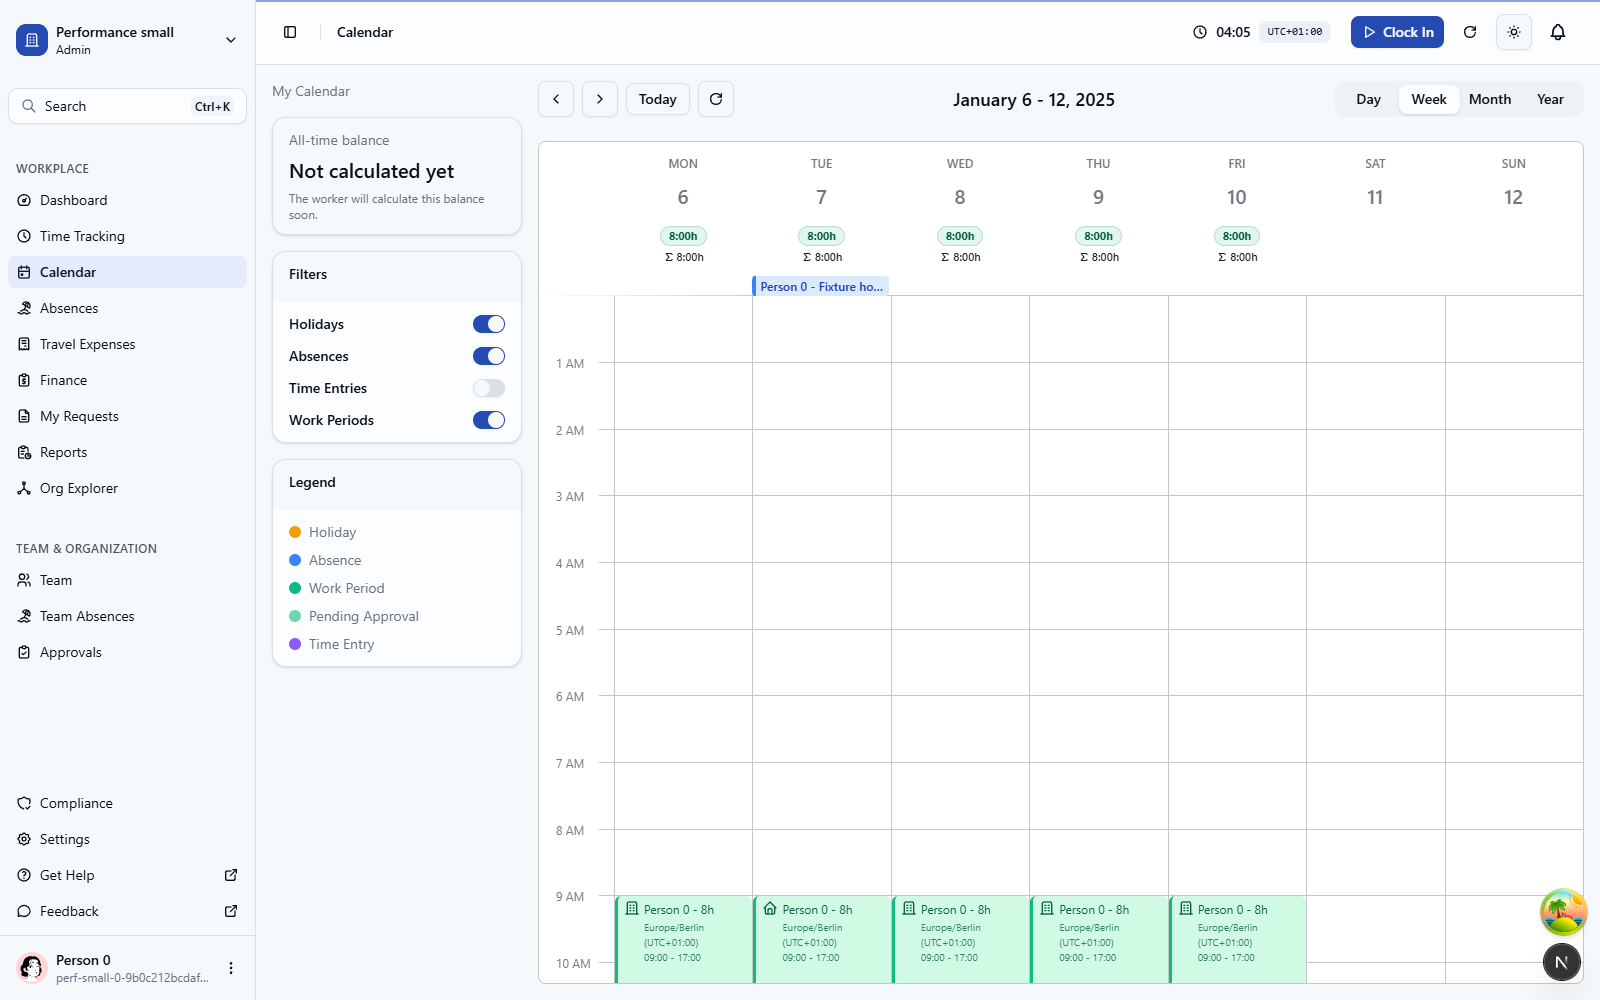 Performance small
Admin
Search
Ctrl+K
WORKPLACE
Dashboard
Time Tracking
Calendar
Absences
Travel Expenses
Finance
My Requests
Reports
Org Explorer
TEAM & ORGANIZATION
Team
Team Absences
Approvals
Compliance
Settings
Get Help
Feedback
Person 0
perf-small-0-9b0c212bcdaf...
Calendar
04:05
UTC+01:00
Clock In
My Calendar
All-time balance
Not calculated yet
The worker will calculate this balance
soon.
Filters
Holidays
Absences
Time Entries
Work Periods
Legend
Holiday
Absence
Work Period
Pending Approval
Time Entry
Today
January 6 - 12, 2025
Day Week Month Year
MON TUE WED THU FRI SAT SUN
6 7 8 9 10 11 12
8:00h 8:00h 8:00h 8:00h 8:00h
Σ 8:00h Σ 8:00h Σ 8:00h Σ 8:00h Σ 8:00h
Person 0 - Fixture ho...
1 AM
2 AM
3 AM
4 AM
5 AM
6 AM
7 AM
8 AM
9 AM
10 AM
Person 0 - 8h
Europe/Berlin
(UTC+01:00)
09:00 - 17:00
Person 0 - 8h
Europe/Berlin
(UTC+01:00)
09:00 - 17:00
Person 0 - 8h
Europe/Berlin
(UTC+01:00)
09:00 - 17:00
Person 0 - 8h
Europe/Berlin
(UTC+01:00)
09:00 - 17:00
Person 0 - 8h
Europe/Berlin
(UTC+01:00)
09:00 - 17:00
N